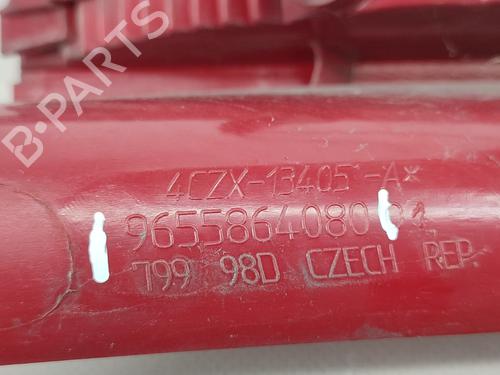 B-PARTS
4CZX-13405 -A*
9655864080
799 98D CZECH REP.